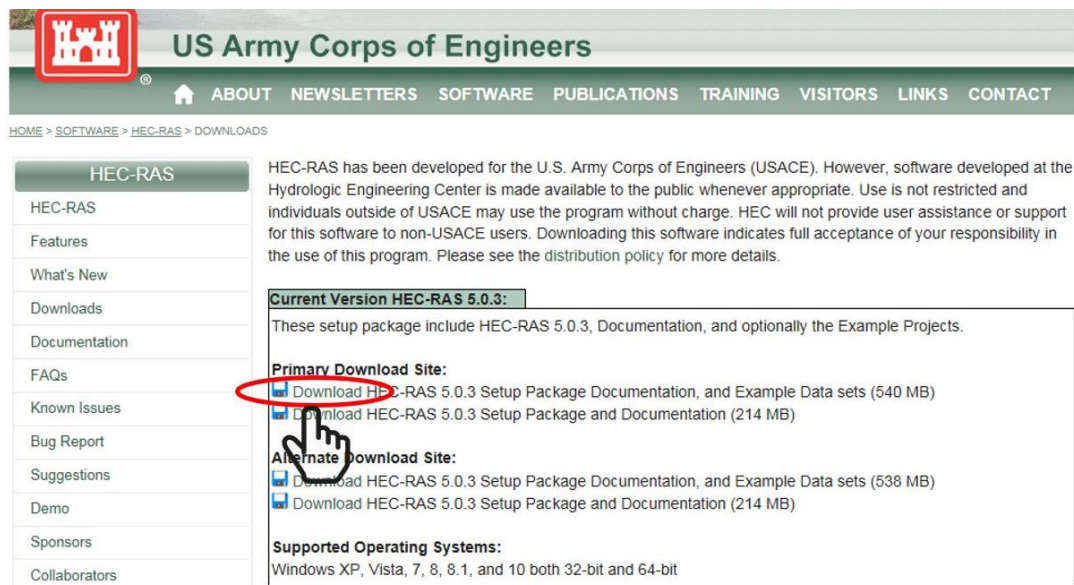 US Army Corps of Engineers
®
ABOUT NEWSLETTERS SOFTWARE PUBLICATIONS TRAINING VISITORS LINKS CONTACT
HOME > SOFTWARE > HEC-RAS > DOWNLOADS
HEC-RAS
HEC-RAS
Features
What's New
Downloads
Documentation
FAQs
Known Issues
Bug Report
Suggestions
Demo
Sponsors
Collaborators
HEC-RAS has been developed for the U.S. Army Corps of Engineers (USACE). However, software developed at the
Hydrologic Engineering Center is made available to the public whenever appropriate. Use is not restricted and
individuals outside of USACE may use the program without charge. HEC will not provide user assistance or support
for this software to non-USACE users. Downloading this software indicates full acceptance of your responsibility in
the use of this program. Please see the distribution policy for more details.
Current Version HEC-RAS 5.0.3:
These setup package include HEC-RAS 5.0.3, Documentation, and optionally the Example Projects.
Primary Download Site:
Download HEC-RAS 5.0.3 Setup Package Documentation, and Example Data sets (540 MB)
Download HEC-RAS 5.0.3 Setup Package and Documentation (214 MB)
Alternate Download Site:
Download HEC-RAS 5.0.3 Setup Package Documentation, and Example Data sets (538 MB)
Download HEC-RAS 5.0.3 Setup Package and Documentation (214 MB)
Supported Operating Systems:
Windows XP, Vista, 7, 8, 8.1, and 10 both 32-bit and 64-bit